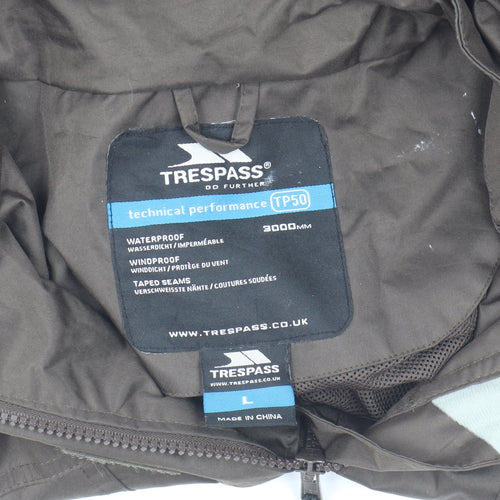 TRESPASS®
GO FURTHER
technical performance TP50
WATERPROOF 3000MM
WASSERDICHT / IMPERMÉABLE
WINDPROOF
WINDDICHT / PROTÈGE DU VENT
TAPED SEAMS
VERSCHWEISSTE NÄHTE / COUTURES SOUDÉES
WWW.TRESPASS.CO.UK
TRESPASS
WWW.TRESPASS.CO.UK
L
MADE IN CHINA